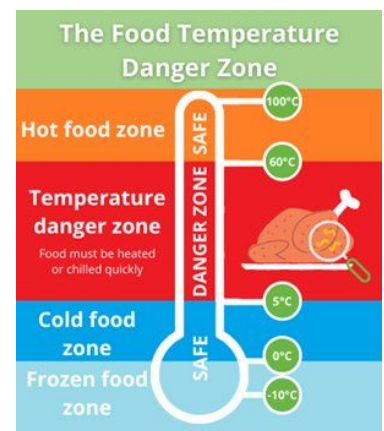 The Food Temperature
Danger Zone
100°C
Hot food zone
SAFE
60°C
Temperature
danger zone
Food must be heated
or chilled quickly
DANGER ZONE
5°C
Cold food
zone
SAFE
0°C
Frozen food
zone
-10°C